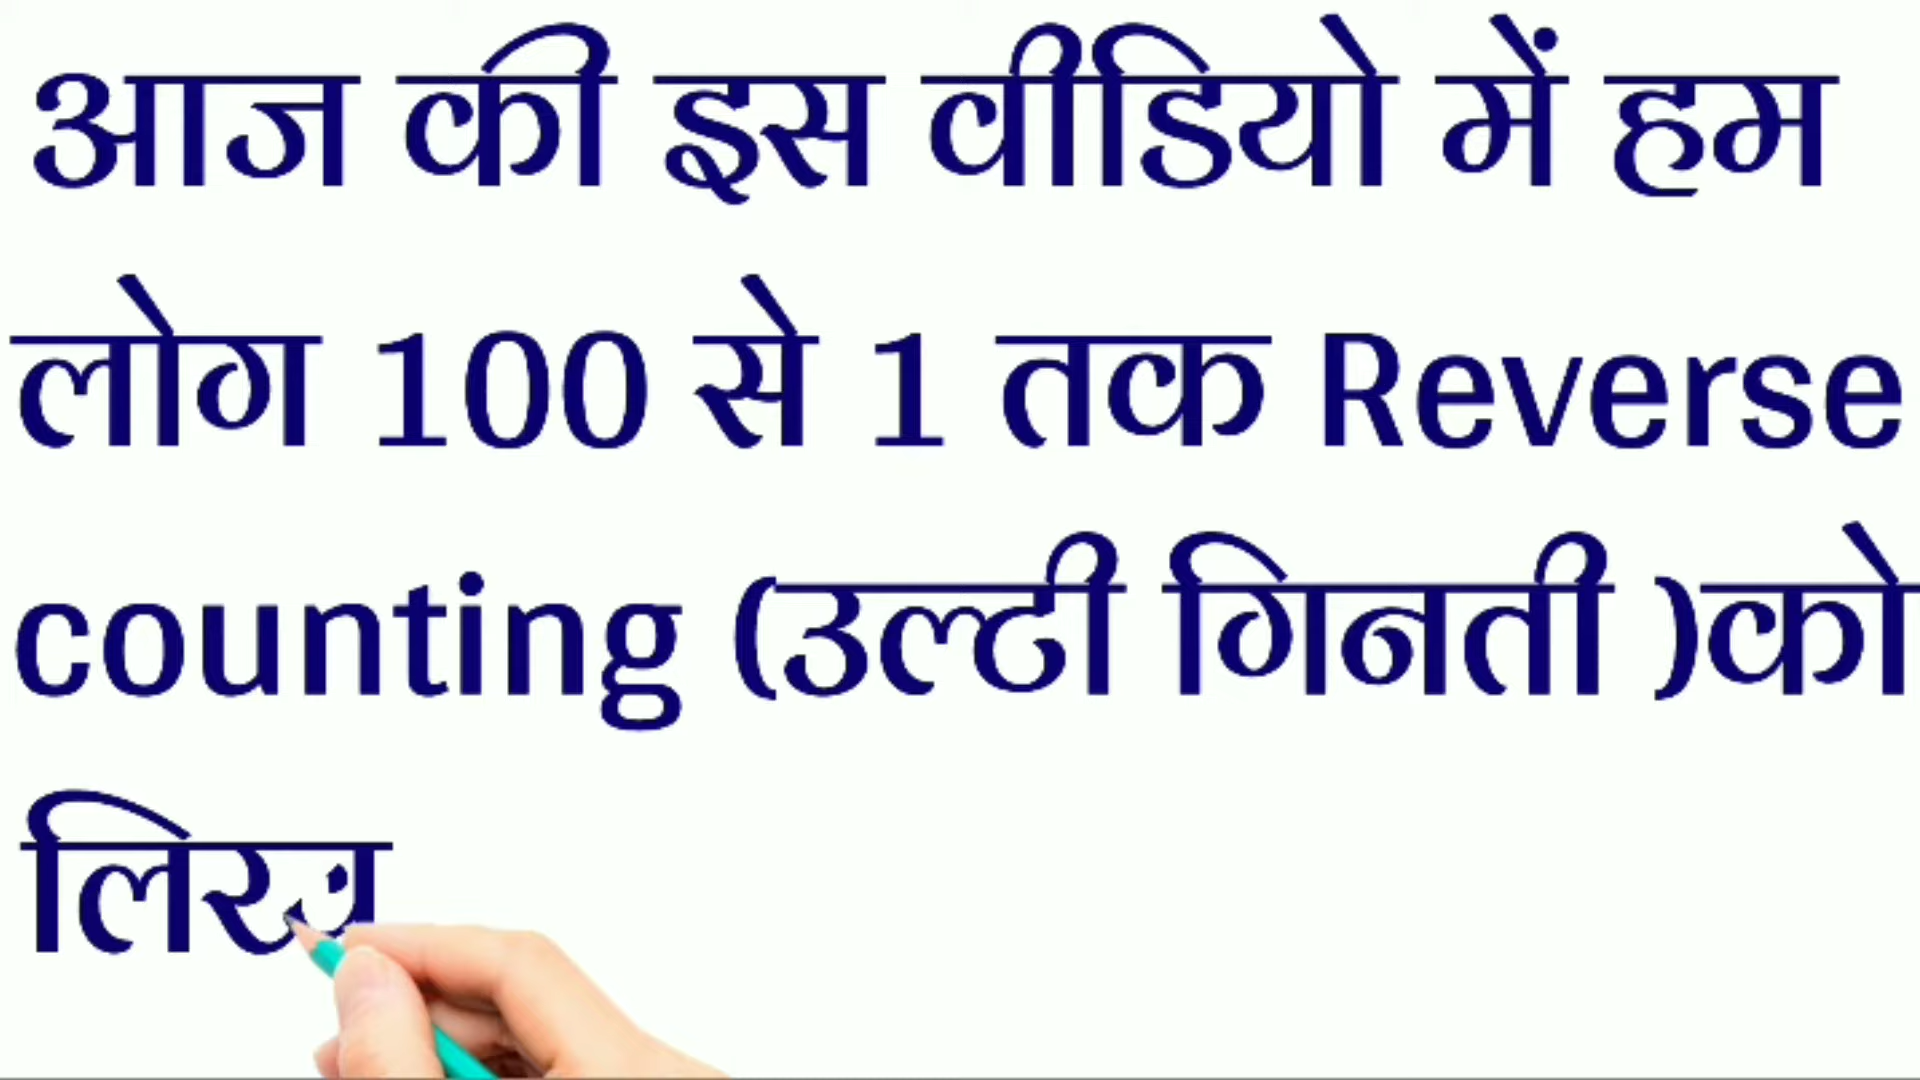 आज की इस वीडियो में हम
लोग 100 से 1 तक Reverse
counting (उल्टी गिनती )को
लिख